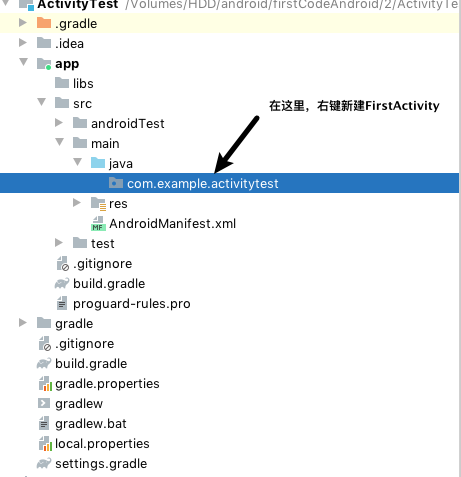 ActivityTest /Volumes/HDD/android/firstCodeAndroid/2/ActivityTe
.gradle
.idea
app
libs
src
在这里，右键新建FirstActivity
androidTest
main
java
com.example.activitytest
res
MF AndroidManifest.xml
test
.gitignore
build.gradle
proguard-rules.pro
gradle
.gitignore
build.gradle
gradle.properties
gradlew
gradlew.bat
local.properties
settings.gradle